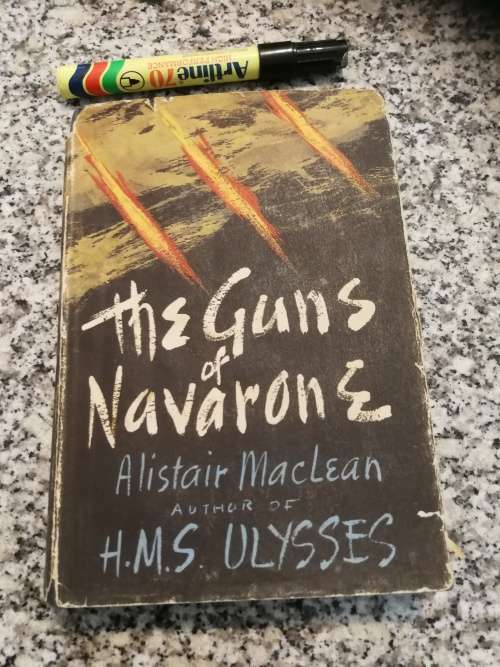 Artline 70
HIGH PERFORMANCE
The Guns
of
Navarone
Alistair MacLean
AUTHOR OF
H.M.S. ULYSSES